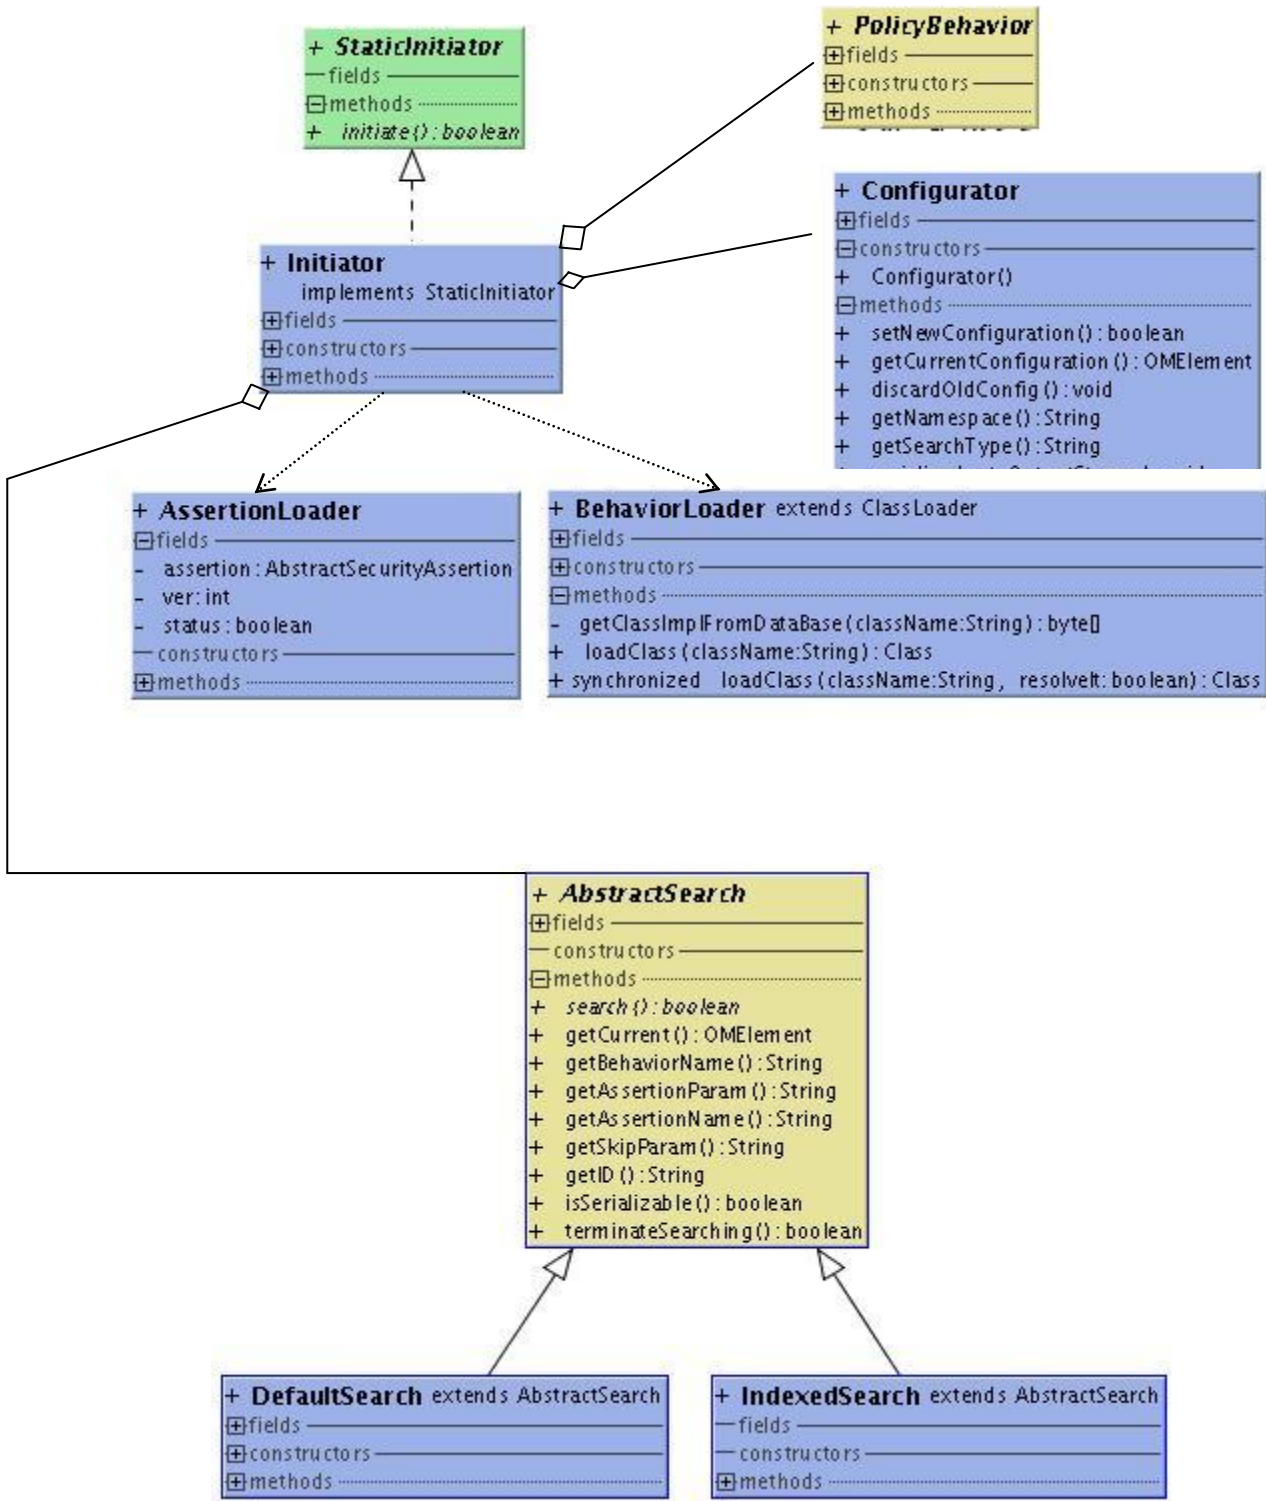 + StaticInitiator
fields
methods
+ initiate(): boolean
+ PolicyBehavior
fields
constructors
methods
+ Configurator
fields
constructors
+ Configurator()
methods
+ setNewConfiguration(): boolean
+ getCurrentConfiguration(): OMElement
+ discardOldConfig(): void
+ getNamespace(): String
+ getSearchType(): String
+ Initiator
implements StaticInitiator
fields
constructors
methods
+ AssertionLoader
fields
- assertion: AbstractSecurityAssertion
- ver: int
- status: boolean
constructors
methods
+ BehaviorLoader extends ClassLoader
fields
constructors
methods
- getClassImplFromDataBase(className:String): byte[]
+ loadClass(className:String): Class
+ synchronized loadClass(className:String, resolveIt: boolean): Class
+ AbstractSearch
fields
constructors
methods
+ search(): boolean
+ getCurrent(): OMElement
+ getBehaviorName(): String
+ getAssertionParam(): String
+ getAssertionName(): String
+ getSkipParam(): String
+ getID(): String
+ isSerializable(): boolean
+ terminateSearching(): boolean
+ DefaultSearch extends AbstractSearch
fields
constructors
methods
+ IndexedSearch extends AbstractSearch
fields
constructors
methods